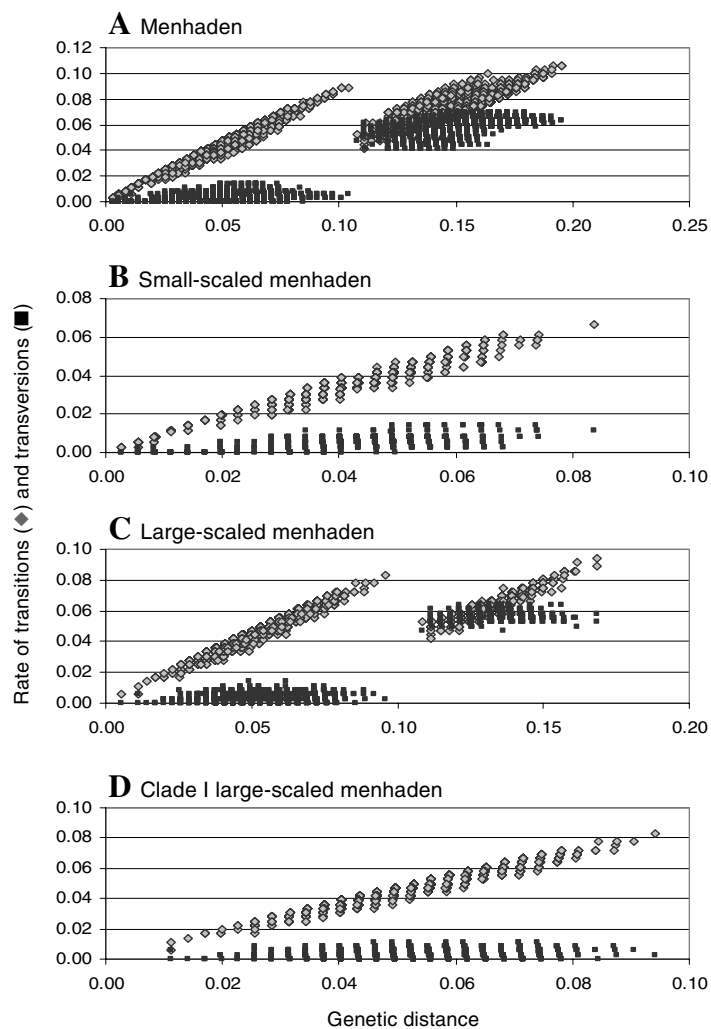 A Menhaden
0.12
0.10
0.08
0.06
0.04
0.02
0.00
0.00 0.05 0.10 0.15 0.20 0.25
B Small-scaled menhaden
0.08
0.06
0.04
0.02
0.00
0.00 0.02 0.04 0.06 0.08 0.10
C Large-scaled menhaden
0.10
0.08
0.06
0.04
0.02
0.00
0.00 0.05 0.10 0.15 0.20
D Clade I large-scaled menhaden
0.10
0.08
0.06
0.04
0.02
0.00
0.00 0.02 0.04 0.06 0.08 0.10
Rate of transitions (◆) and transversions (■)
Genetic distance